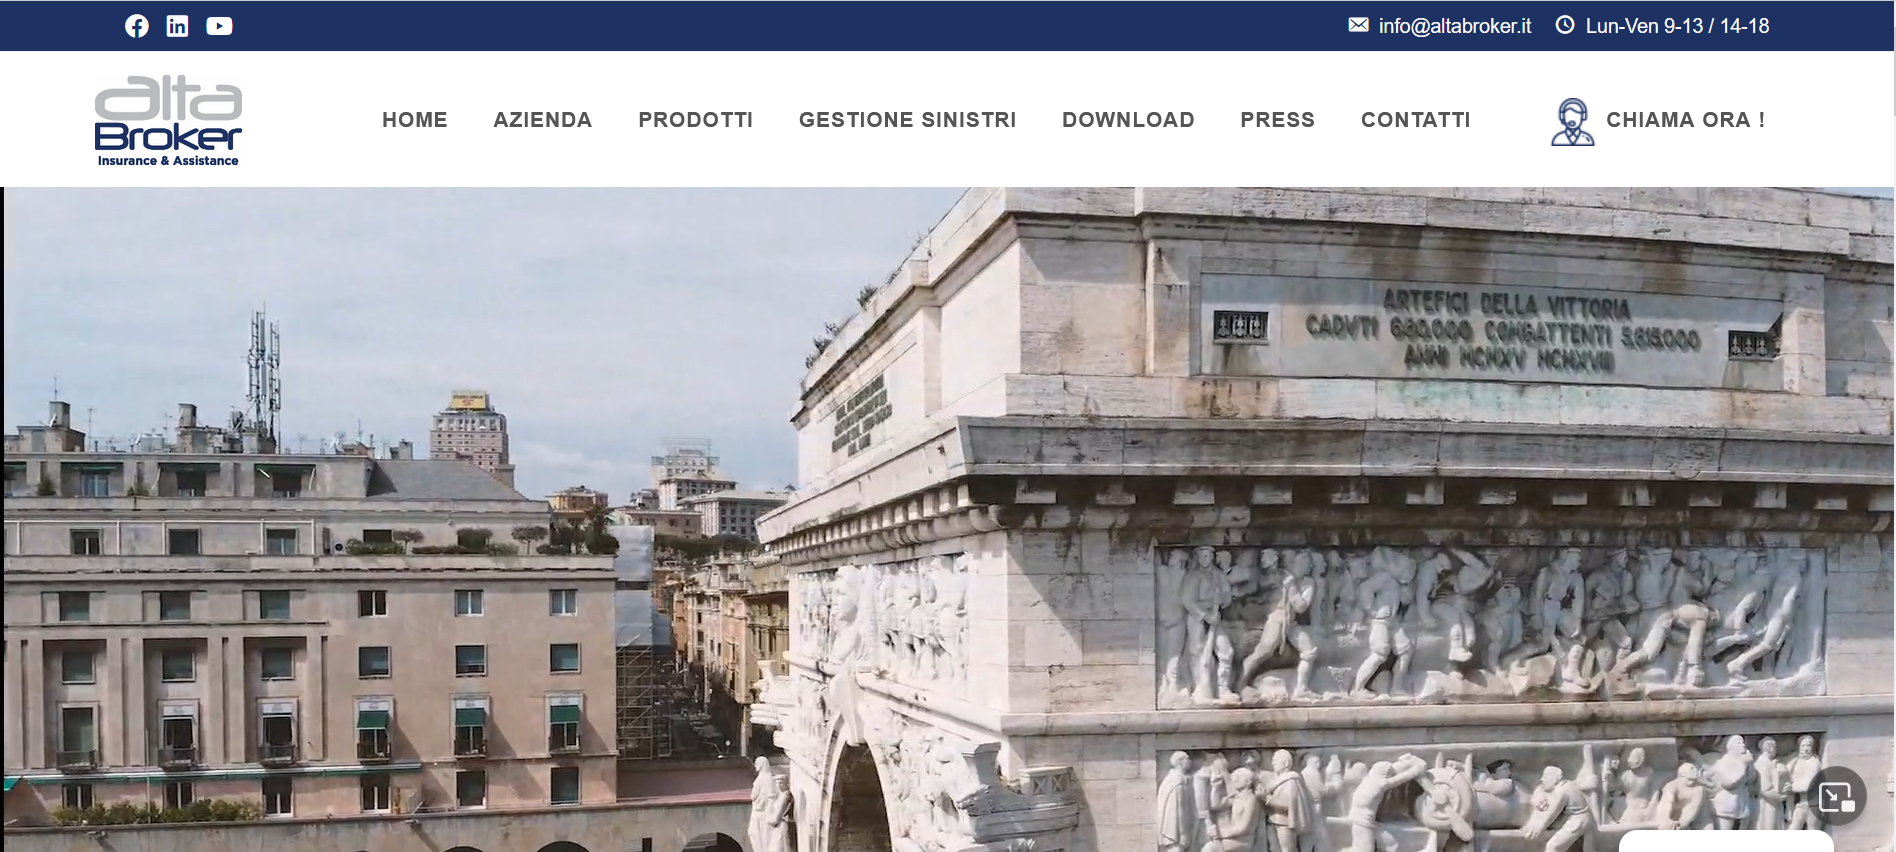 info@altabroker.it
Lun-Ven 9-13 / 14-18
alta
Broker
Insurance & Assistance
HOME
AZIENDA
PRODOTTI
GESTIONE SINISTRI
DOWNLOAD
PRESS
CONTATTI
CHIAMA ORA !
ARTEFICI DELLA VITTORIA
CADVTI 680.000 COMBATTENTI 5.615.000
ANNI MCMXV MCMXVIII